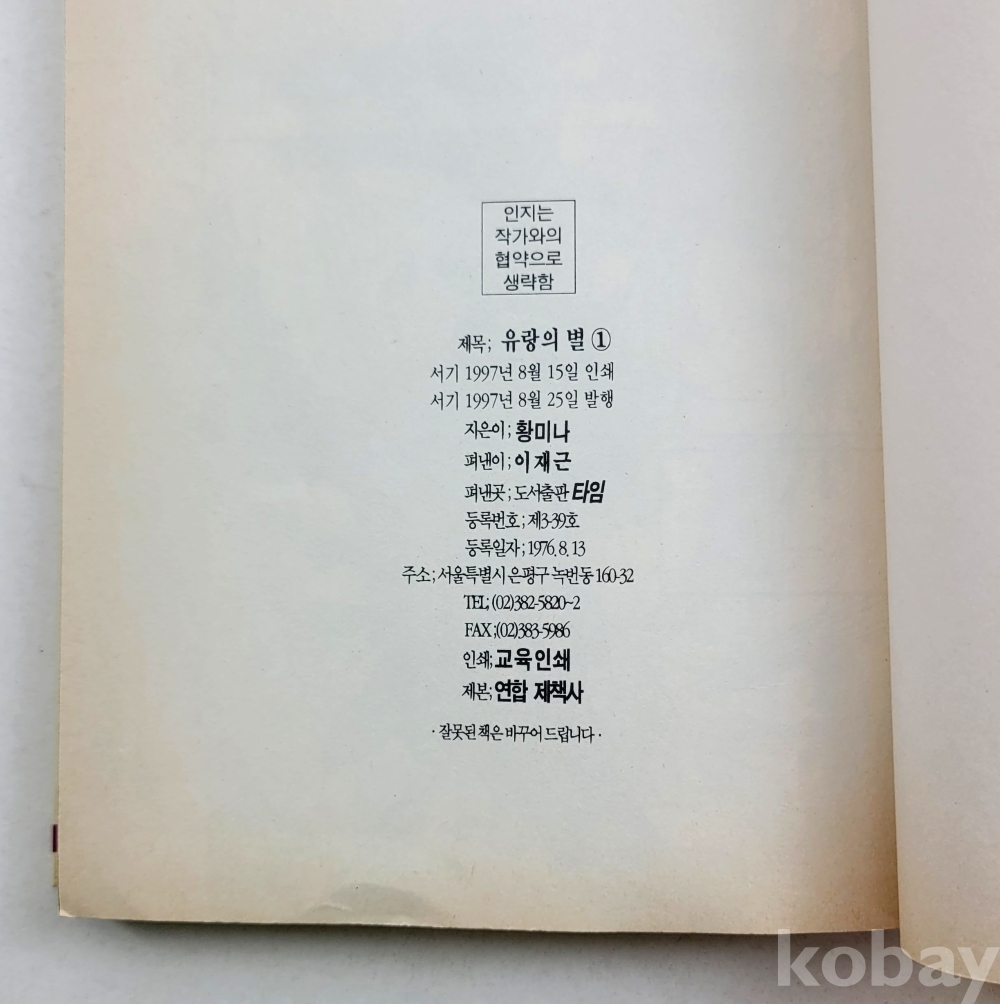 인지는
작가와의
협약으로
생략함
제목; 유랑의 별 ①
서기 1997년 8월 15일 인쇄
서기 1997년 8월 25일 발행
지은이; 황미나
펴낸이; 이재근
펴낸곳; 도서출판 타임
등록번호; 제3-39호
등록일자; 1976. 8. 13
주소; 서울특별시 은평구 녹번동 160-32
TEL; (02)382-5820~2
FAX ;(02)383-5986
인쇄; 교육인쇄
제본; 연합 제책사
· 잘못된 책은 바꾸어 드립니다 ·
kobay